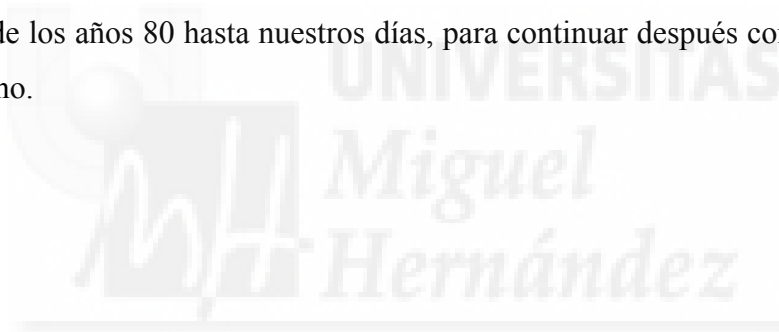 de los años 80 hasta nuestros días, para continuar después co
no.
UNIVERSITAS
Miguel
Hernández